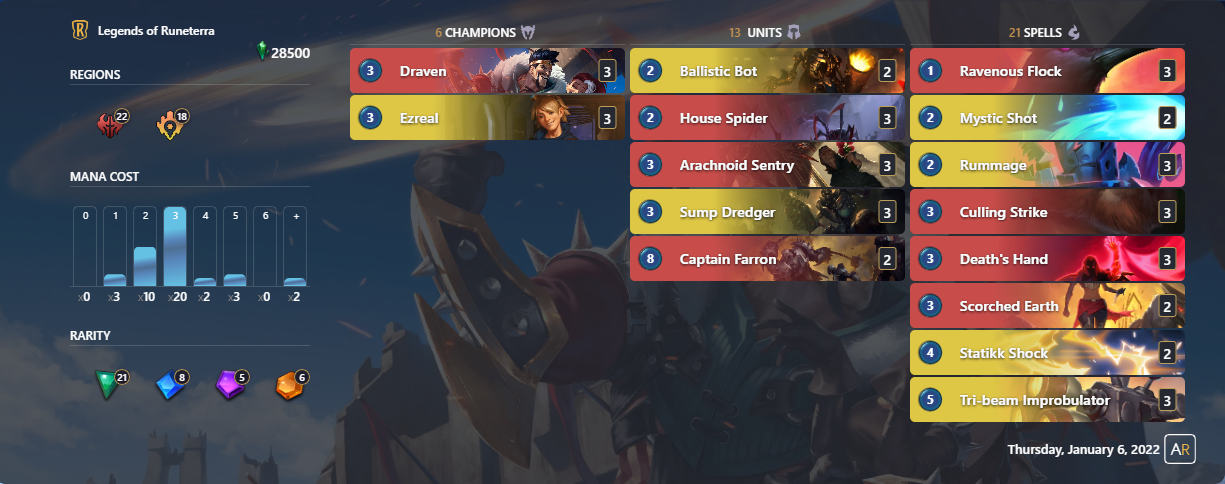 Legends of Runeterra
28500
REGIONS
22
18
MANA COST
0 1 2 3 4 5 6 +
x0 x3 x10 x20 x2 x3 x0 x2
RARITY
21 8 5 6
6 CHAMPIONS
3 Draven 3
3 Ezreal 3
13 UNITS
2 Ballistic Bot 2
2 House Spider 3
3 Arachnoid Sentry 3
3 Sump Dredger 3
8 Captain Farron 2
21 SPELLS
1 Ravenous Flock 3
2 Mystic Shot 2
2 Rummage 3
3 Culling Strike 3
3 Death's Hand 3
3 Scorched Earth 2
4 Statikk Shock 2
5 Tri-beam Improbulator 3
Thursday, January 6, 2022 AR